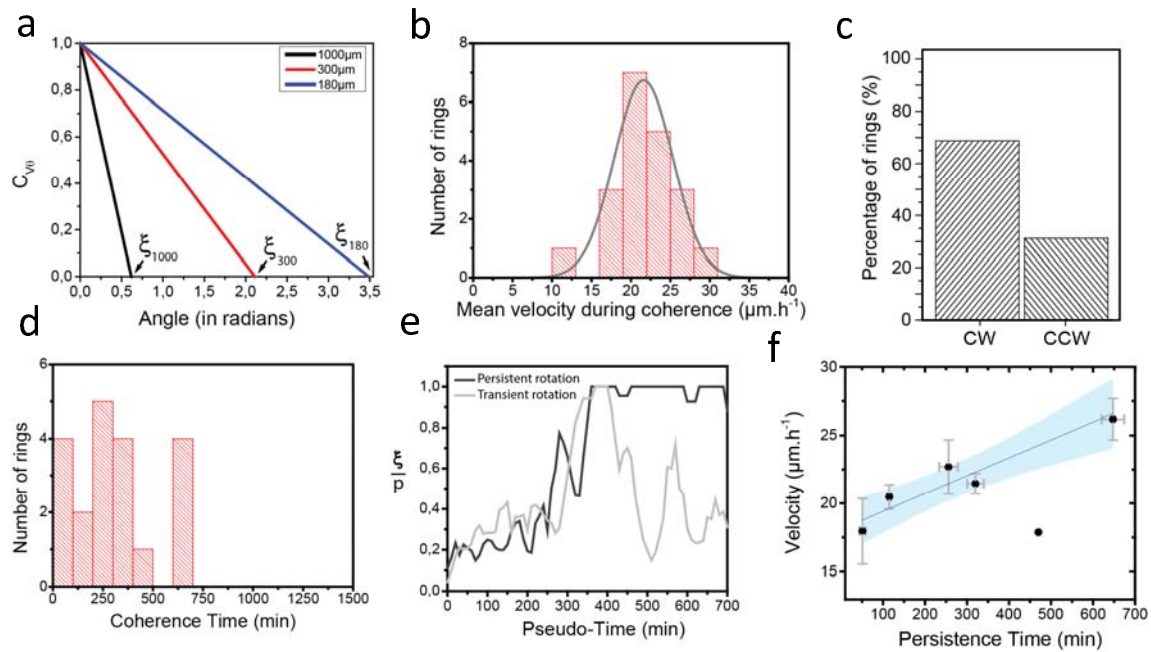 a
1,0
0,8
0,6
0,4
0,2
0,0
C_Vθ
0,0 0,5 1,0 1,5 2,0 2,5 3,0 3,5
Angle (in radians)
1000µm
300µm
180µm
ξ1000
ξ300
ξ180
b
8
6
4
2
0
Number of rings
0 5 10 15 20 25 30 35 40
Mean velocity during coherence (µm.h⁻¹)
c
100
80
60
40
20
0
Percentage of rings (%)
CW CCW
d
6
4
2
0
Number of rings
0 250 500 750 1000 1250 1500
Coherence Time (min)
e
1,0
0,8
0,6
0,4
0,2
0,0
ξ
p
Persistent rotation
Transient rotation
0 100 200 300 400 500 600 700
Pseudo-Time (min)
f
30
25
20
15
Velocity (µm.h⁻¹)
100 200 300 400 500 600 700
Persistence Time (min)